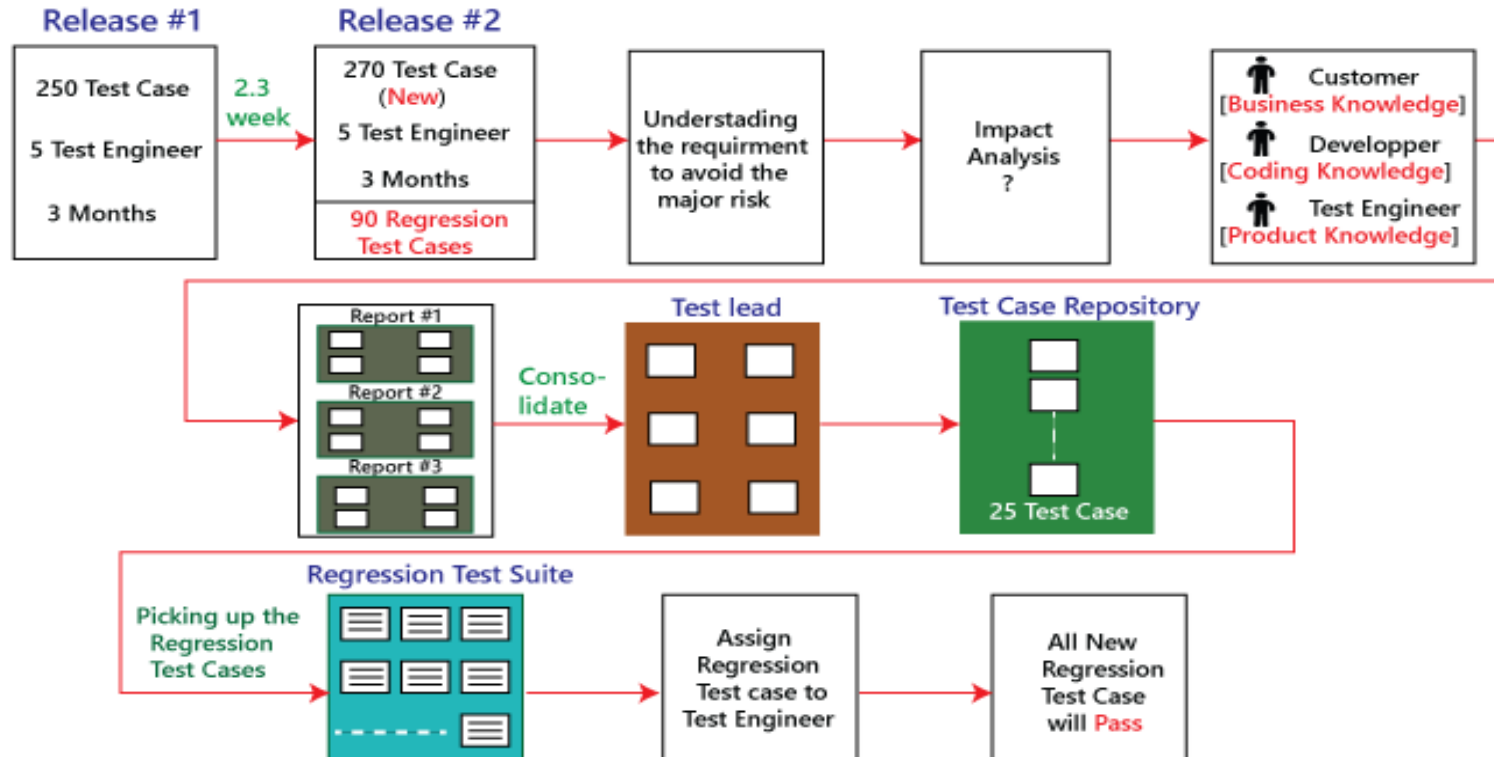 Release #1
250 Test Case
5 Test Engineer
3 Months
2.3
week
Release #2
270 Test Case
(New)
5 Test Engineer
3 Months
90 Regression
Test Cases
Understading
the requirment
to avoid the
major risk
Impact
Analysis
?
Customer
[Business Knowledge]
Developper
[Coding Knowledge]
Test Engineer
[Product Knowledge]
Report #1
Report #2
Report #3
Conso-
lidate
Test lead
Test Case Repository
25 Test Case
Picking up the
Regression
Test Cases
Regression Test Suite
Assign
Regression
Test case to
Test Engineer
All New
Regression
Test Case
will Pass